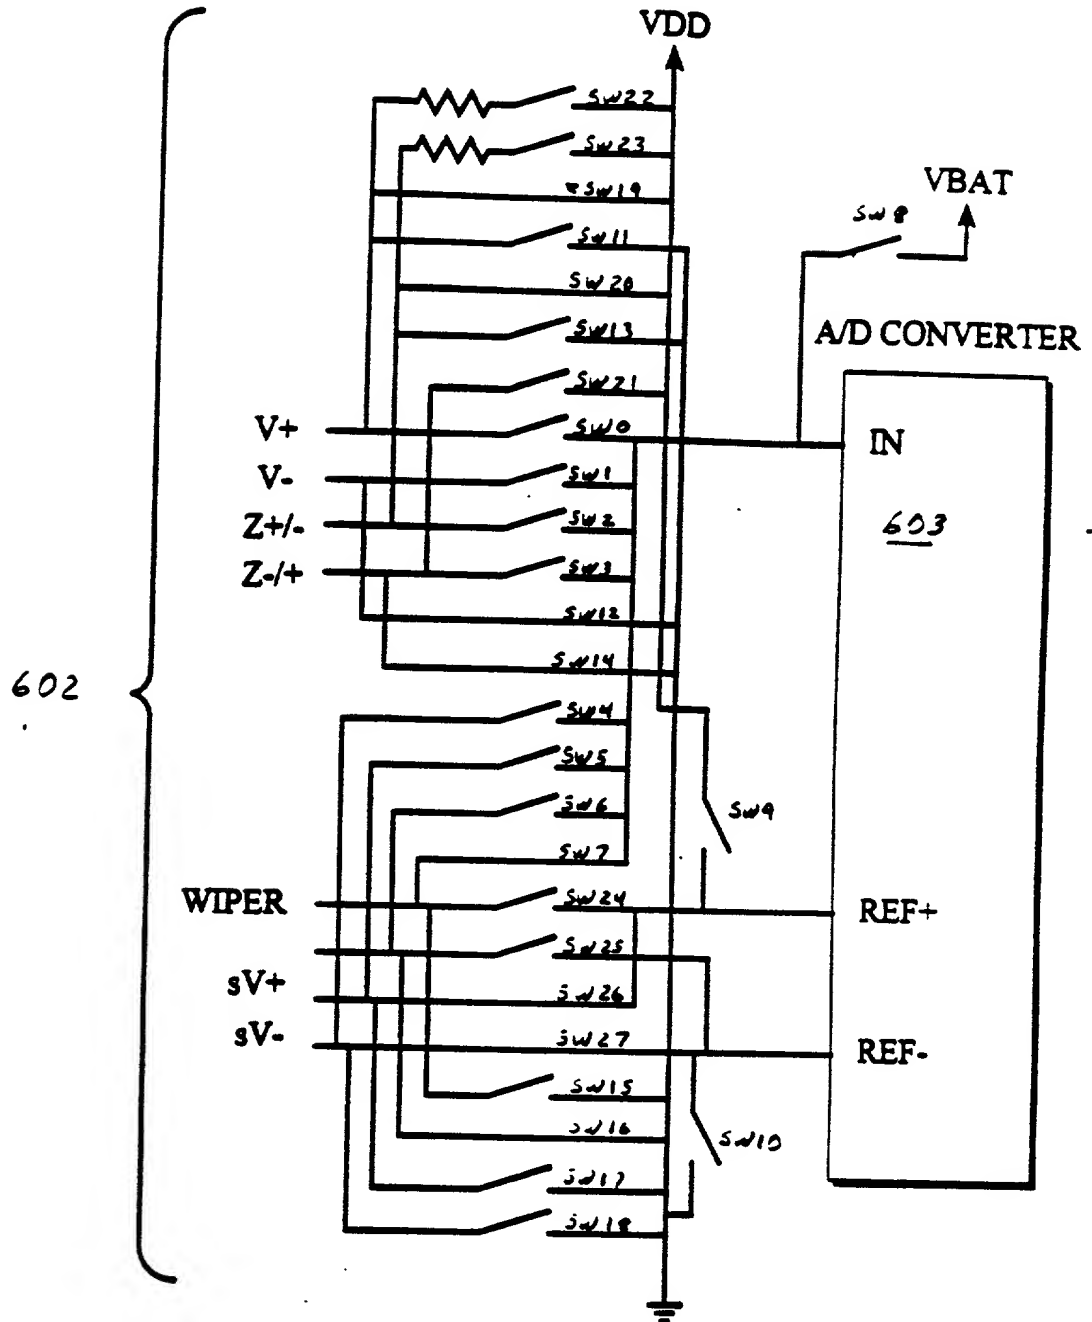 VDD
SW22
SW23
SW19
VBAT
SW8
SW11
SW20
SW13
A/D CONVERTER
SW21
V+
SW0
IN
V-
SW1
Z+/-
SW2
603
Z-/+
SW3
SW12
SW14
602
SW4
SW5
SW6
SW9
SW7
WIPER
SW24
REF+
SW25
sV+
SW26
sV-
SW27
REF-
SW15
SW16
SW10
SW17
SW18